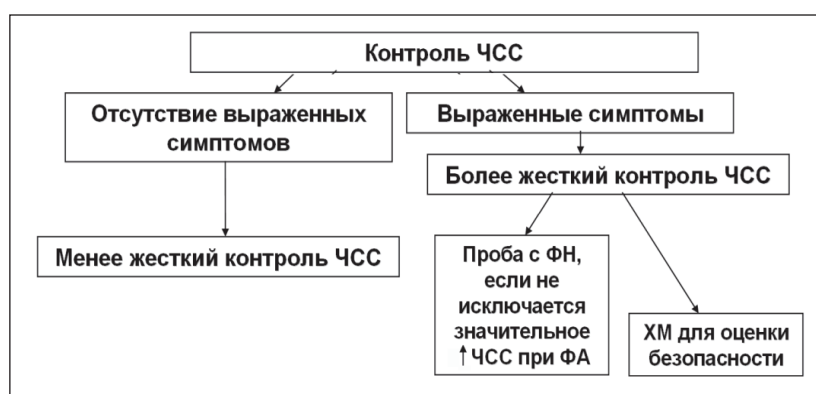 Контроль ЧСС
Отсутствие выраженных
симптомов
Выраженные симптомы
Более жесткий контроль ЧСС
Менее жесткий контроль ЧСС
Проба с ФН,
если не
исключается
значительное
↑ЧСС при ФА
ХМ для оценки
безопасности